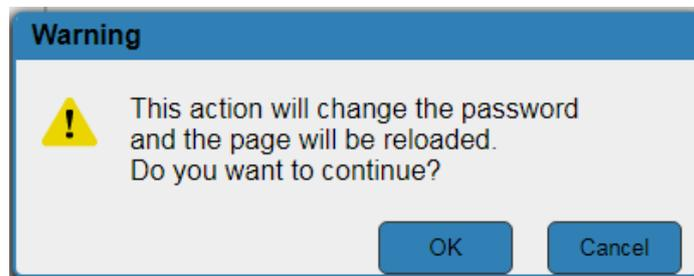 Warning
This action will change the password
and the page will be reloaded.
Do you want to continue?
OK
Cancel